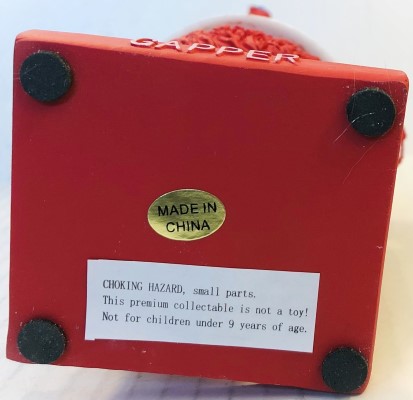 GAPPER
MADE IN
CHINA
CHOKING HAZARD, small parts.
This premium collectable is not a toy!
Not for children under 9 years of age.